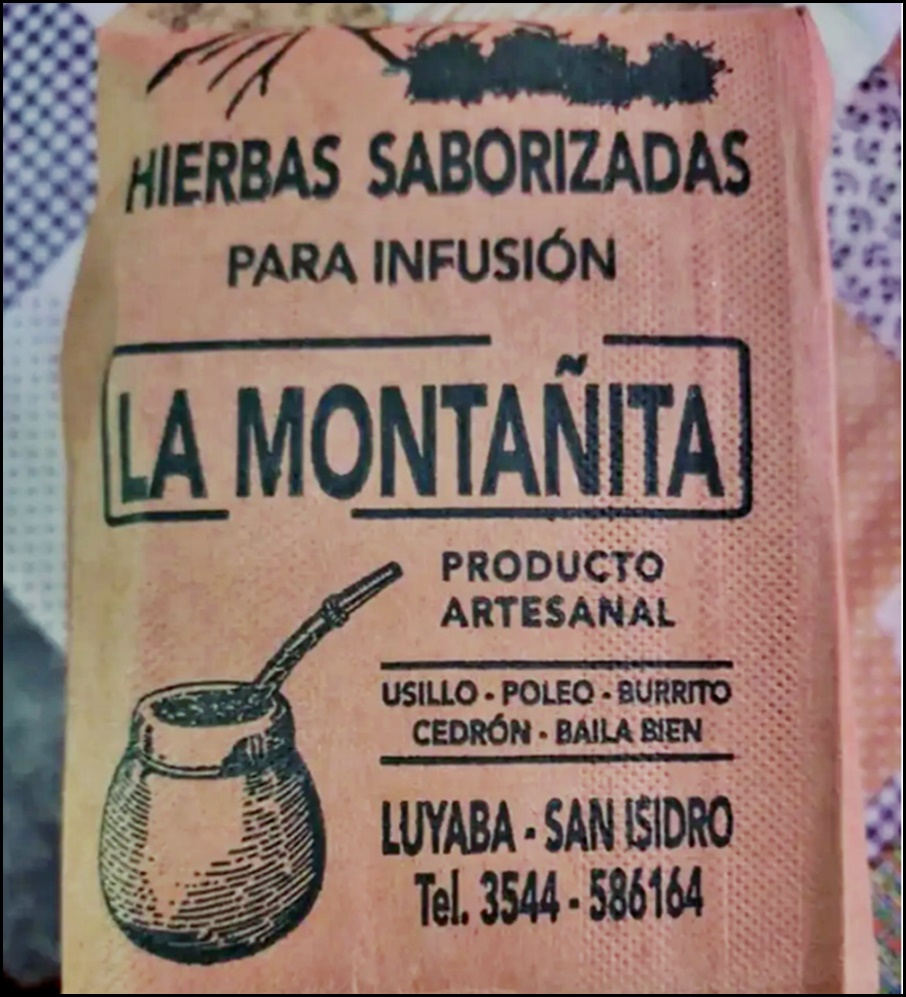 HIERBAS SABORIZADAS
PARA INFUSIÓN
LA MONTAÑITA
PRODUCTO
ARTESANAL
USILLO - POLEO - BURRITO
CEDRÓN - BAILA BIEN
LUYABA - SAN ISIDRO
Tel. 3544 - 586164